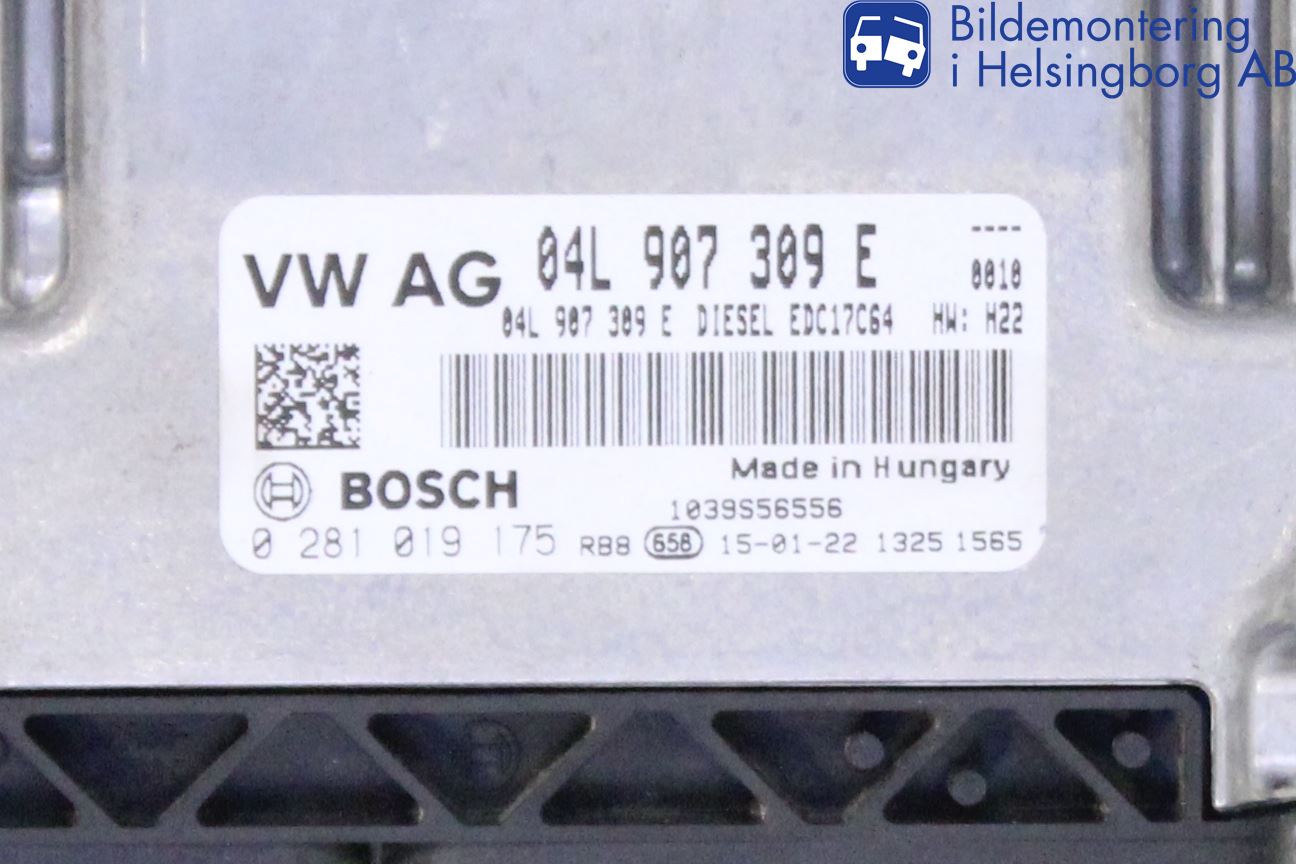 Bildemontering
i Helsingborg AB
VW AG 04L 907 309 E ----
0010
04L 907 309 E DIESEL EDC17C64 HW: H22
Made in Hungary
BOSCH
1039S56556
0 281 019 175 RB8 658 15-01-22 1325 1565